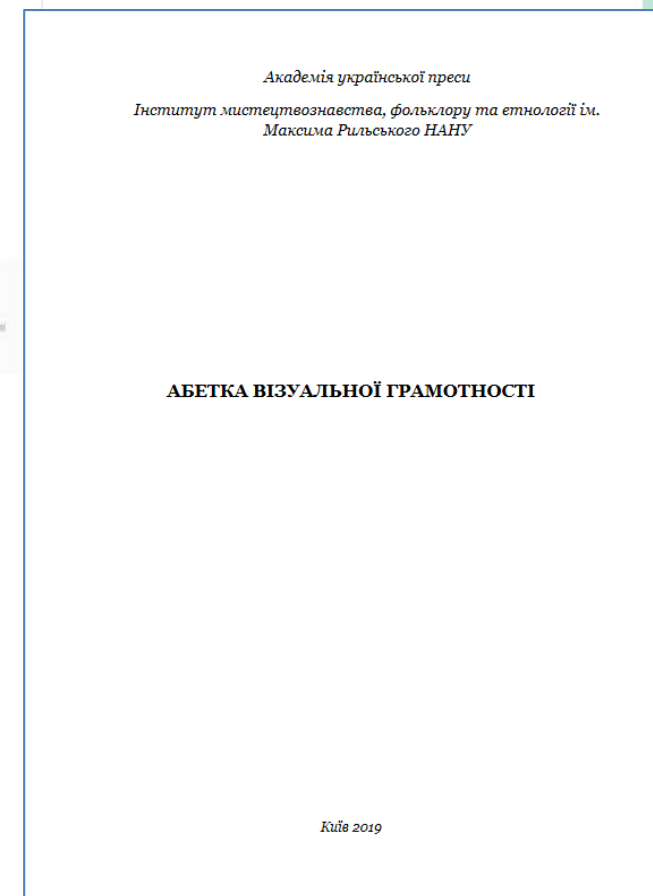 Академія української преси
Інститут мистецтвознавства, фольклору та етнології ім.
Максима Рильського НАНУ
АБЕТКА ВІЗУАЛЬНОЇ ГРАМОТНОСТІ
Київ 2019